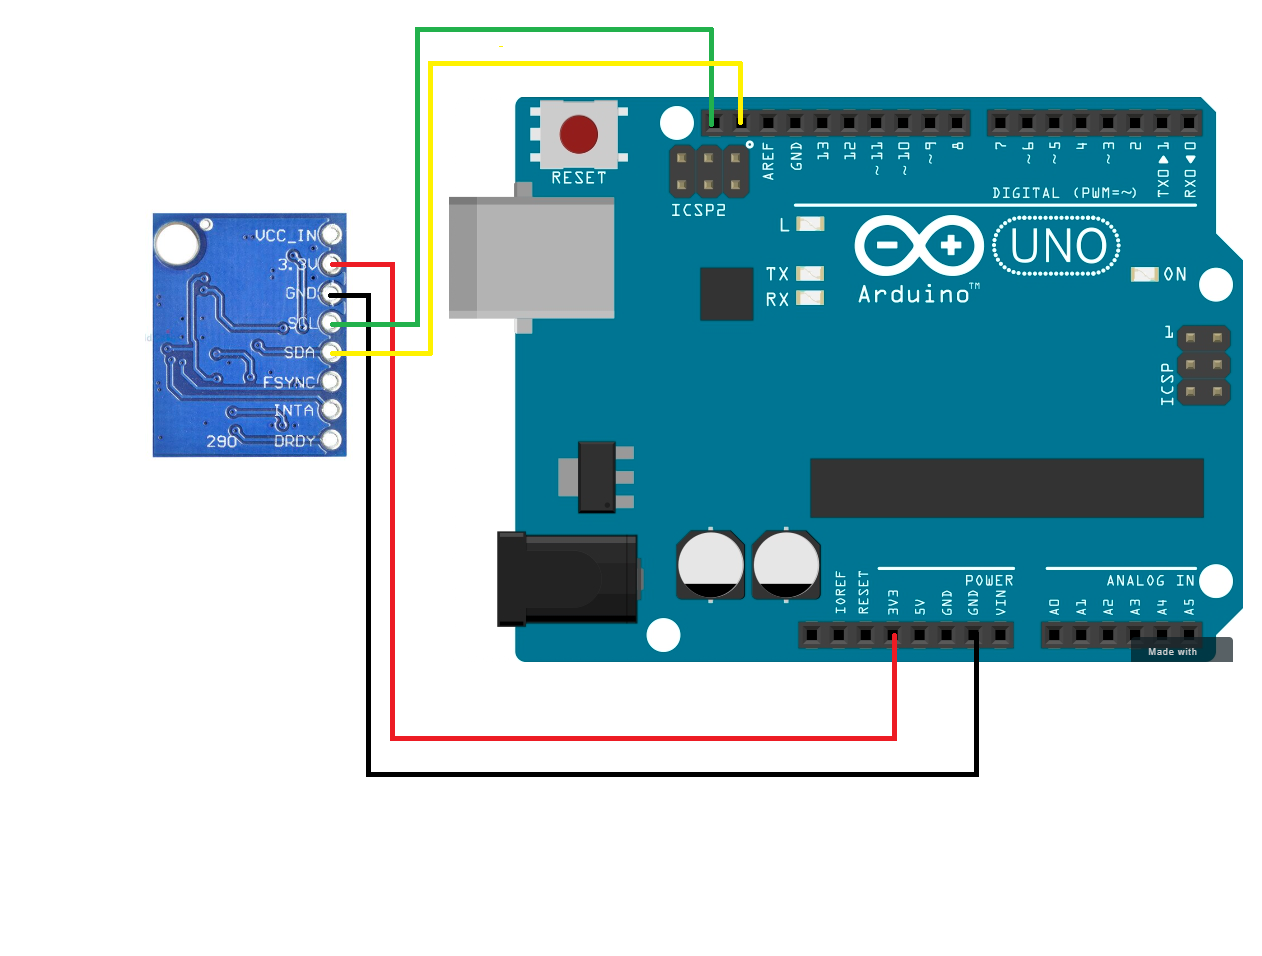 RESET
ICSP2
AREF
GND
13
12
~11
~10
~9
8
7
~6
~5
4
~3
2
TX0▶1
RX0◀0
DIGITAL (PWM=~)
L
TX
RX
UNO
ON
Arduino™
1
ICSP
VCC_IN
3.3V
GND
SCL
SDA
FSYNC
INTA
290 DRDY
POWER
ANALOG IN
IOREF
RESET
3V3
5V
GND
GND
VIN
A0
A1
A2
A3
A4
A5
Made with